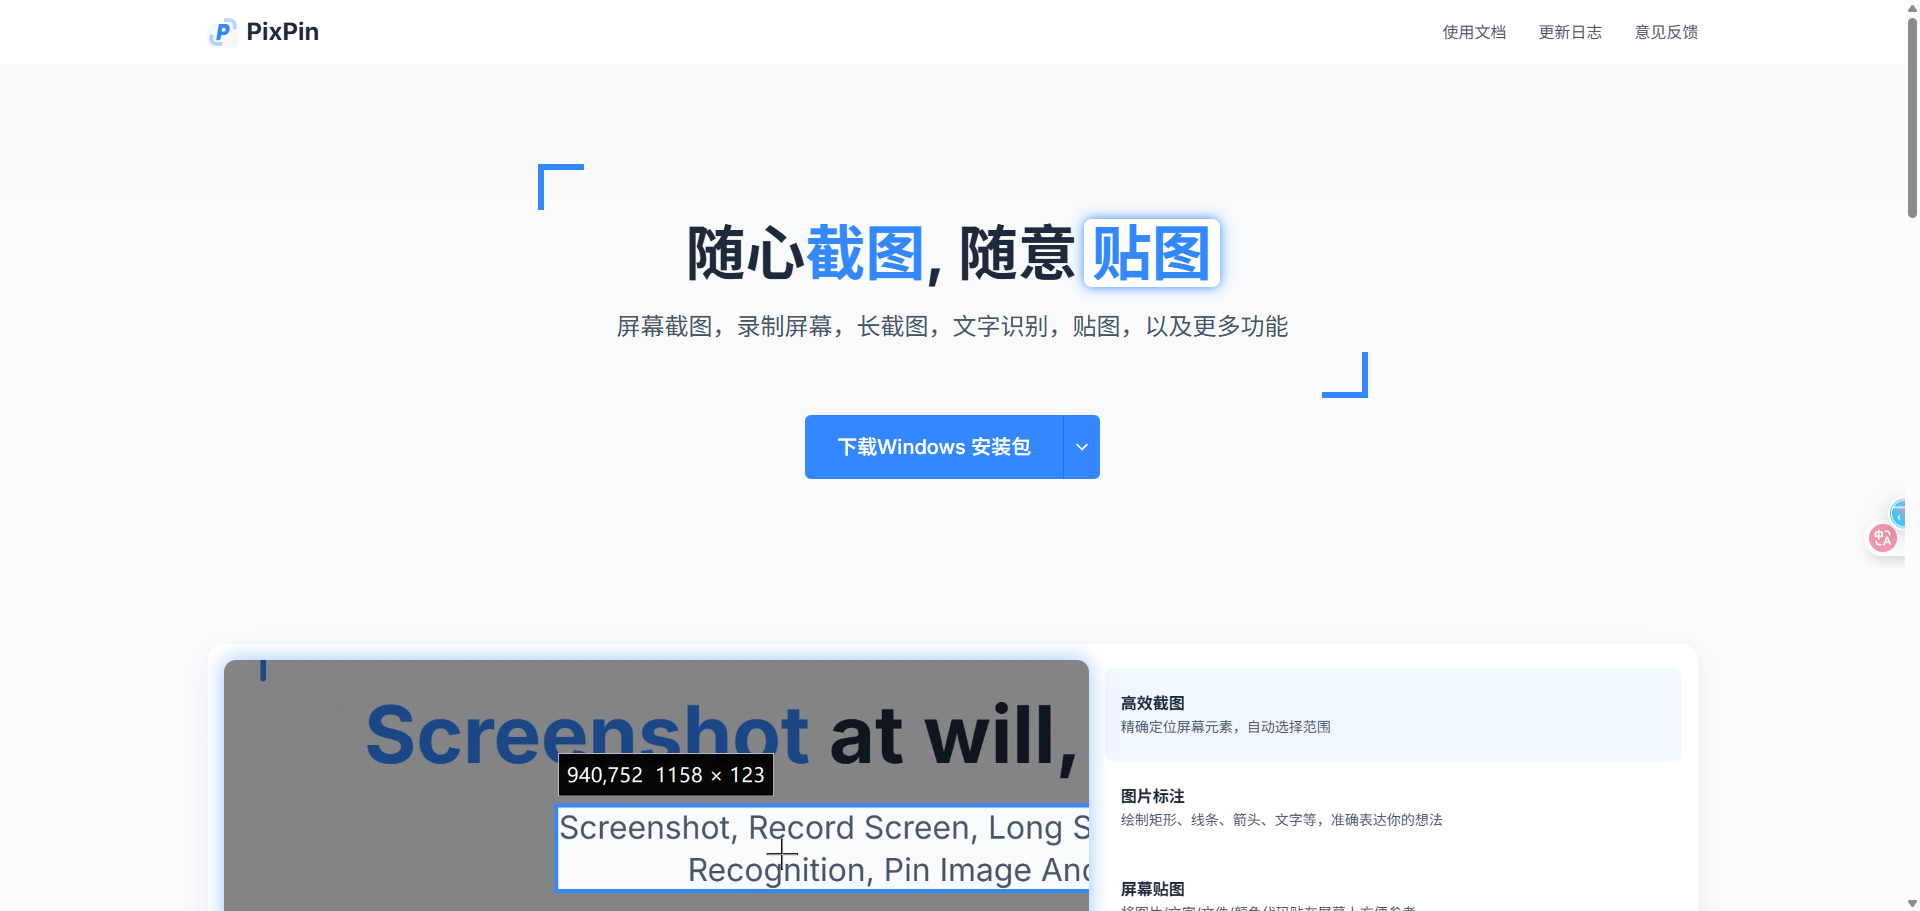 PixPin
使用文档
更新日志
意见反馈
随心截图, 随意贴图
屏幕截图，录制屏幕，长截图，文字识别，贴图，以及更多功能
下载Windows 安装包
中A
Screenshot at will,
940,752 1158 × 123
Screenshot, Record Screen, Long S
Recognition, Pin Image And
高效截图
精确定位屏幕元素，自动选择范围
图片标注
绘制矩形、线条、箭头、文字等，准确表达你的想法
屏幕贴图